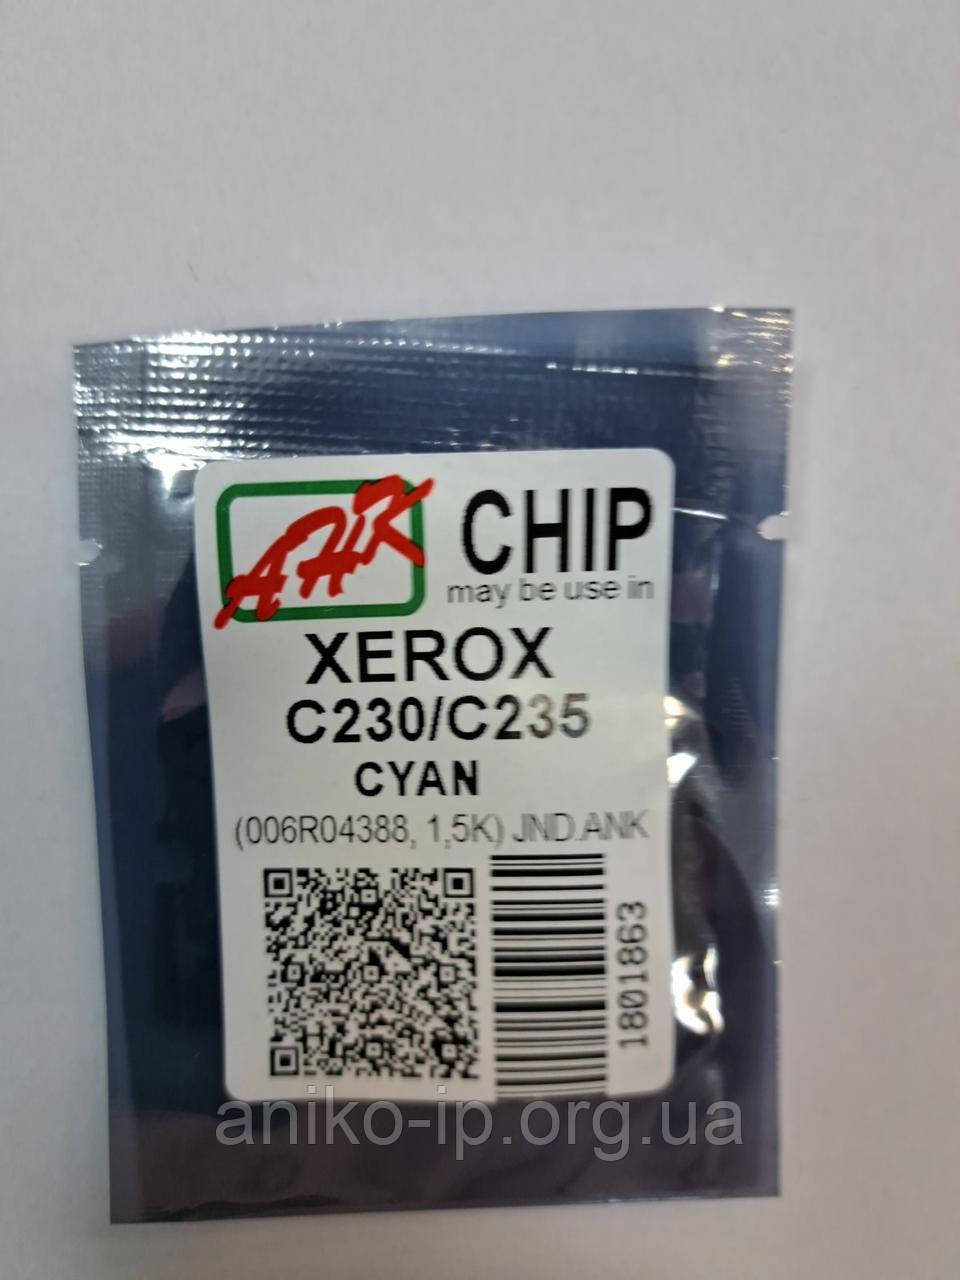 АНК
CHIP
may be use in
XEROX
C230/C235
CYAN
(006R04388, 1,5K) JND.ANK
1801863
aniko-ip.org.ua